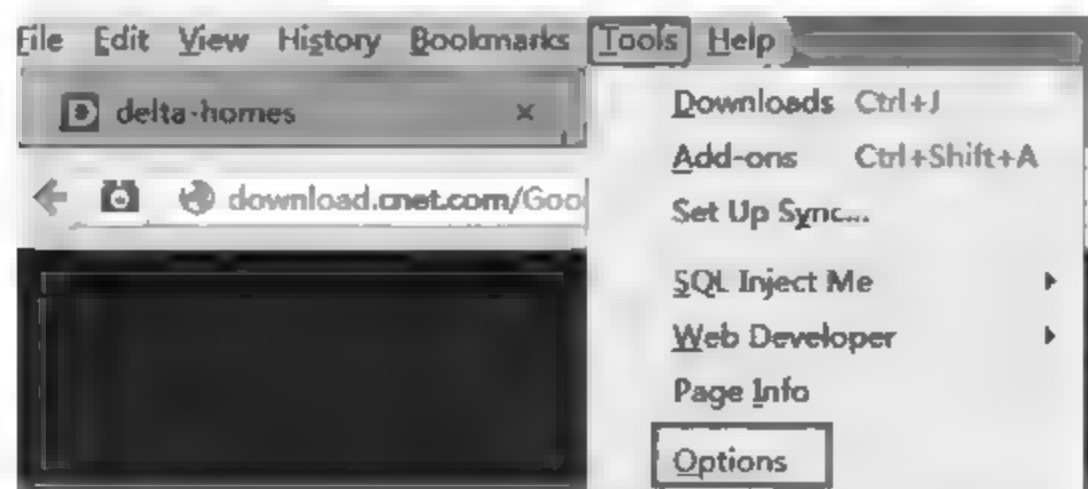 File Edit View History Bookmarks Tools Help
delta-homes ×
download.cnet.com/Goo
Downloads Ctrl+J
Add-ons Ctrl+Shift+A
Set Up Sync...
SQL Inject Me
Web Developer
Page Info
Options